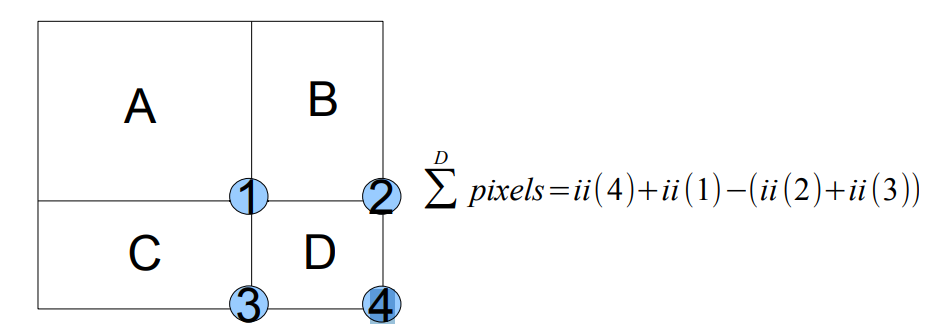 A
B
1
2
C
D
3
4
D
∑ pixels=ii(4)+ii(1)−(ii(2)+ii(3))